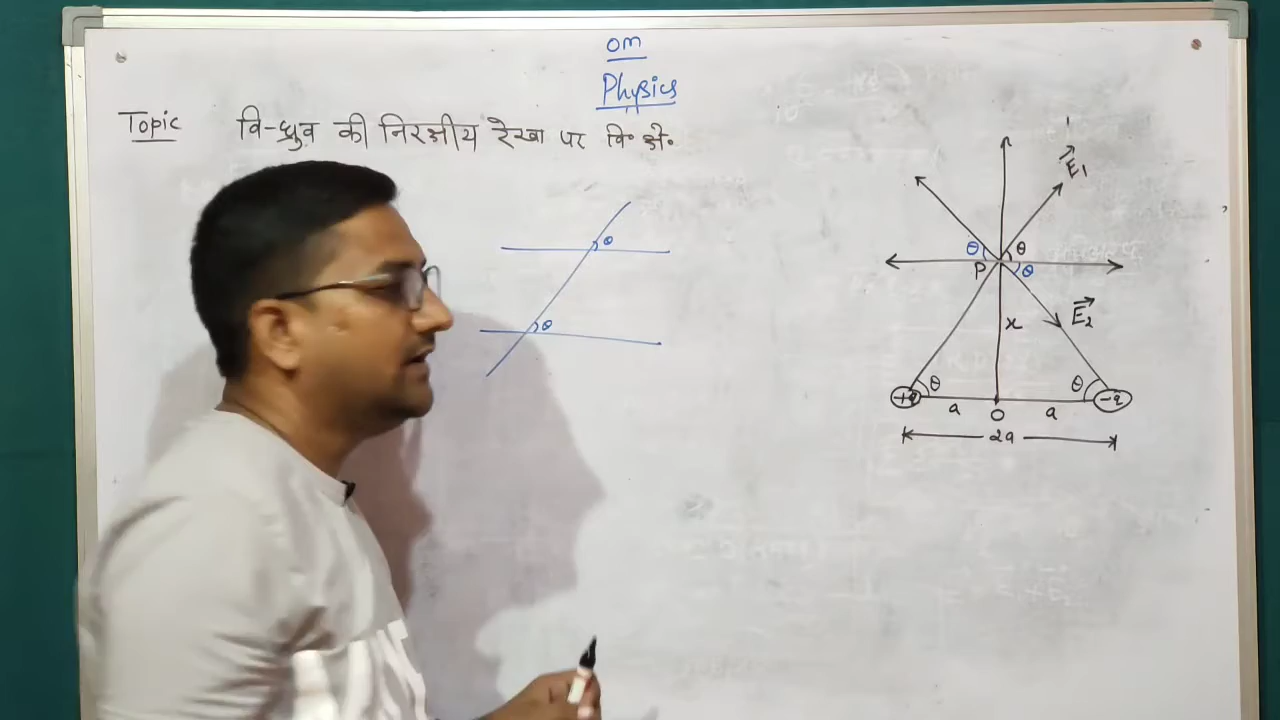 om
Physics
Topic वि-ध्रुव की निरक्षीय रेखा पर वि॰ क्षे॰
E₁
θ
θ
θ θ
P θ
E₂
x
θ
θ θ
+q -q
a O a
2a